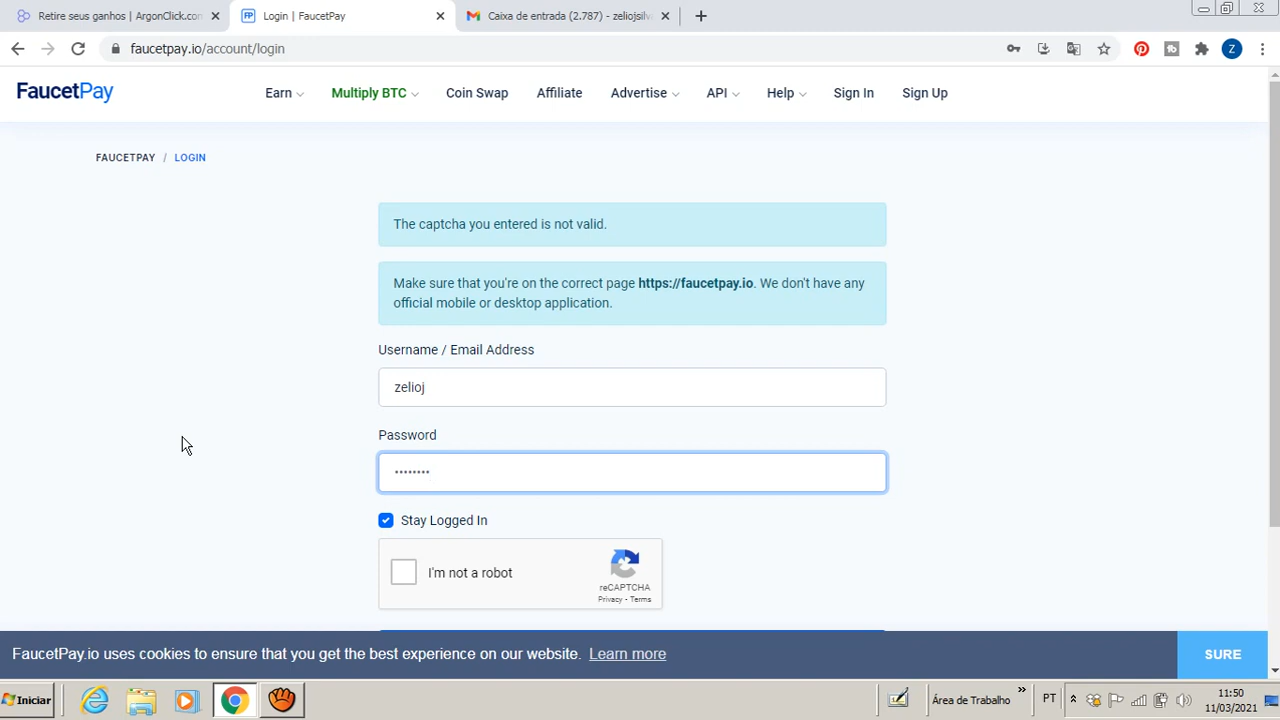 Retire seus ganhos | ArgonClick.com
Login | FaucetPay
Caixa de entrada (2.787) - zeliojsilv
faucetpay.io/account/login
Z
FaucetPay
Earn
Multiply BTC
Coin Swap
Affiliate
Advertise
API
Help
Sign In
Sign Up
FAUCETPAY / LOGIN
The captcha you entered is not valid.
Make sure that you're on the correct page https://faucetpay.io. We don't have any
official mobile or desktop application.
Username / Email Address
zelioj
Password
••••••••
Stay Logged In
I'm not a robot
reCAPTCHA
Privacy - Terms
FaucetPay.io uses cookies to ensure that you get the best experience on our website. Learn more
SURE
Iniciar
Área de Trabalho
PT
11:50
11/03/2021